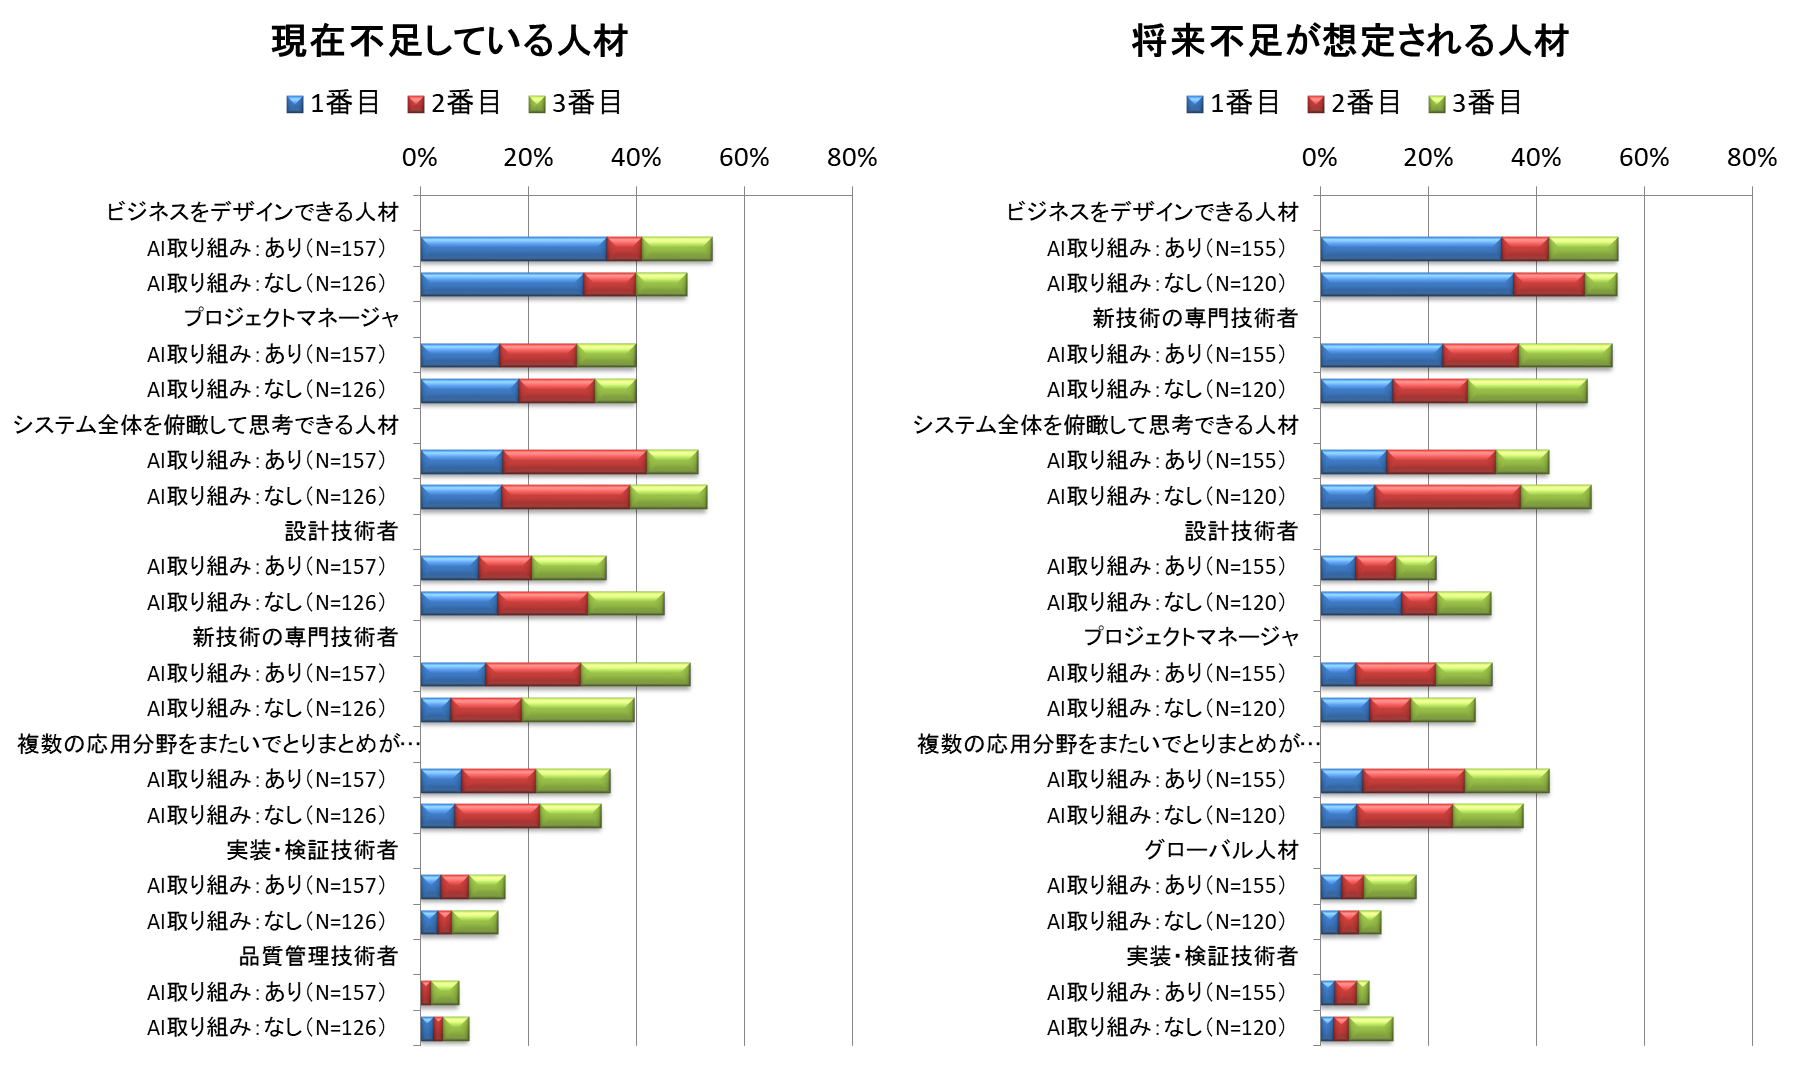 現在不足している人材
1番目 2番目 3番目
0% 20% 40% 60% 80%
ビジネスをデザインできる人材
AI取り組み：あり（N=157）
AI取り組み：なし（N=126）
プロジェクトマネージャ
AI取り組み：あり（N=157）
AI取り組み：なし（N=126）
システム全体を俯瞰して思考できる人材
AI取り組み：あり（N=157）
AI取り組み：なし（N=126）
設計技術者
AI取り組み：あり（N=157）
AI取り組み：なし（N=126）
新技術の専門技術者
AI取り組み：あり（N=157）
AI取り組み：なし（N=126）
複数の応用分野をまたいでとりまとめが…
AI取り組み：あり（N=157）
AI取り組み：なし（N=126）
実装・検証技術者
AI取り組み：あり（N=157）
AI取り組み：なし（N=126）
品質管理技術者
AI取り組み：あり（N=157）
AI取り組み：なし（N=126）
将来不足が想定される人材
1番目 2番目 3番目
0% 20% 40% 60% 80%
ビジネスをデザインできる人材
AI取り組み：あり（N=155）
AI取り組み：なし（N=120）
新技術の専門技術者
AI取り組み：あり（N=155）
AI取り組み：なし（N=120）
システム全体を俯瞰して思考できる人材
AI取り組み：あり（N=155）
AI取り組み：なし（N=120）
設計技術者
AI取り組み：あり（N=155）
AI取り組み：なし（N=120）
プロジェクトマネージャ
AI取り組み：あり（N=155）
AI取り組み：なし（N=120）
複数の応用分野をまたいでとりまとめが…
AI取り組み：あり（N=155）
AI取り組み：なし（N=120）
グローバル人材
AI取り組み：あり（N=155）
AI取り組み：なし（N=120）
実装・検証技術者
AI取り組み：あり（N=155）
AI取り組み：なし（N=120）